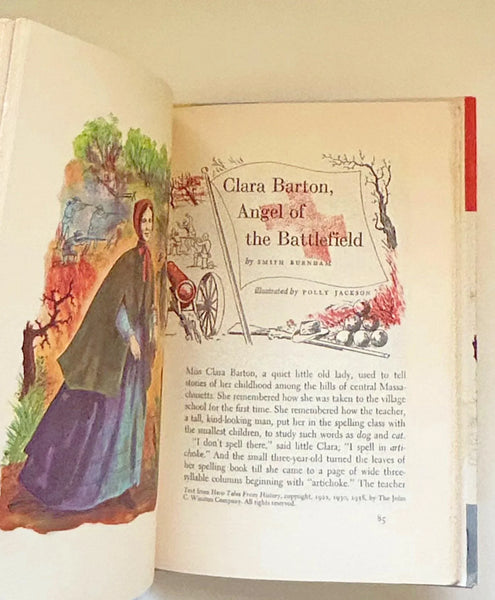 Clara Barton,
Angel of
the Battlefield
by SMITH BURNHAM
illustrated by POLLY JACKSON
Miss Clara Barton, a quiet little old lady, used to tell
stories of her childhood among the hills of central Massa-
chusetts. She remembered how she was taken to the village
school for the first time. She remembered how the teacher,
a tall, kind-looking man, put her in the spelling class with
the smallest children, to study such words as dog and cat.
"I don't spell there," said little Clara; "I spell in arti-
choke." And the small three-year-old turned the leaves of
her spelling book till she came to a page of wide three-
syllable columns beginning with "artichoke." The teacher
Text from Hero Tales From History, copyright, 1922, 1930, 1938, by The John
C. Winston Company. All rights reserved.
85